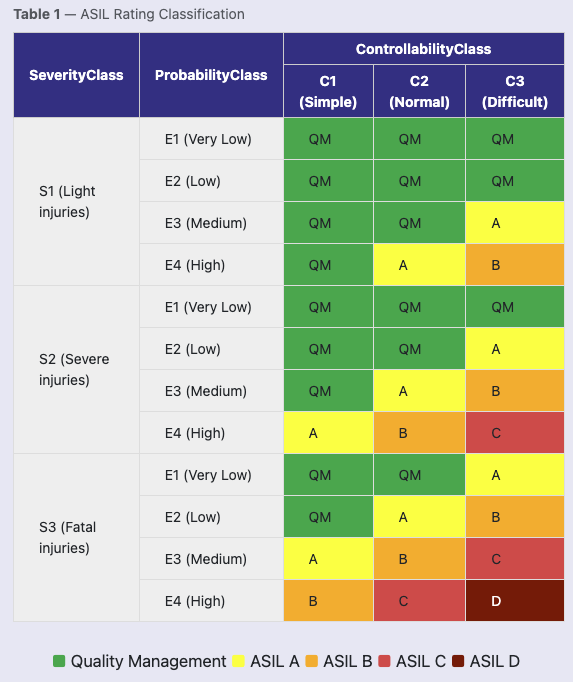 Table 1 — ASIL Rating Classification
SeverityClass ProbabilityClass ControllabilityClass
C1 (Simple) C2 (Normal) C3 (Difficult)
S1 (Light injuries)
E1 (Very Low) QM QM QM
E2 (Low) QM QM QM
E3 (Medium) QM QM A
E4 (High) QM A B
S2 (Severe injuries)
E1 (Very Low) QM QM QM
E2 (Low) QM QM A
E3 (Medium) QM A B
E4 (High) A B C
S3 (Fatal injuries)
E1 (Very Low) QM QM A
E2 (Low) QM A B
E3 (Medium) A B C
E4 (High) B C D
Quality Management ASIL A ASIL B ASIL C ASIL D